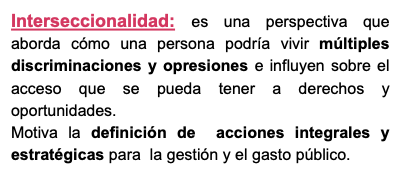 Interseccionalidad: es una perspectiva que
aborda cómo una persona podría vivir múltiples
discriminaciones y opresiones e influyen sobre el
acceso que se pueda tener a derechos y
oportunidades.
Motiva la definición de  acciones integrales y
estratégicas para  la gestión y el gasto público.